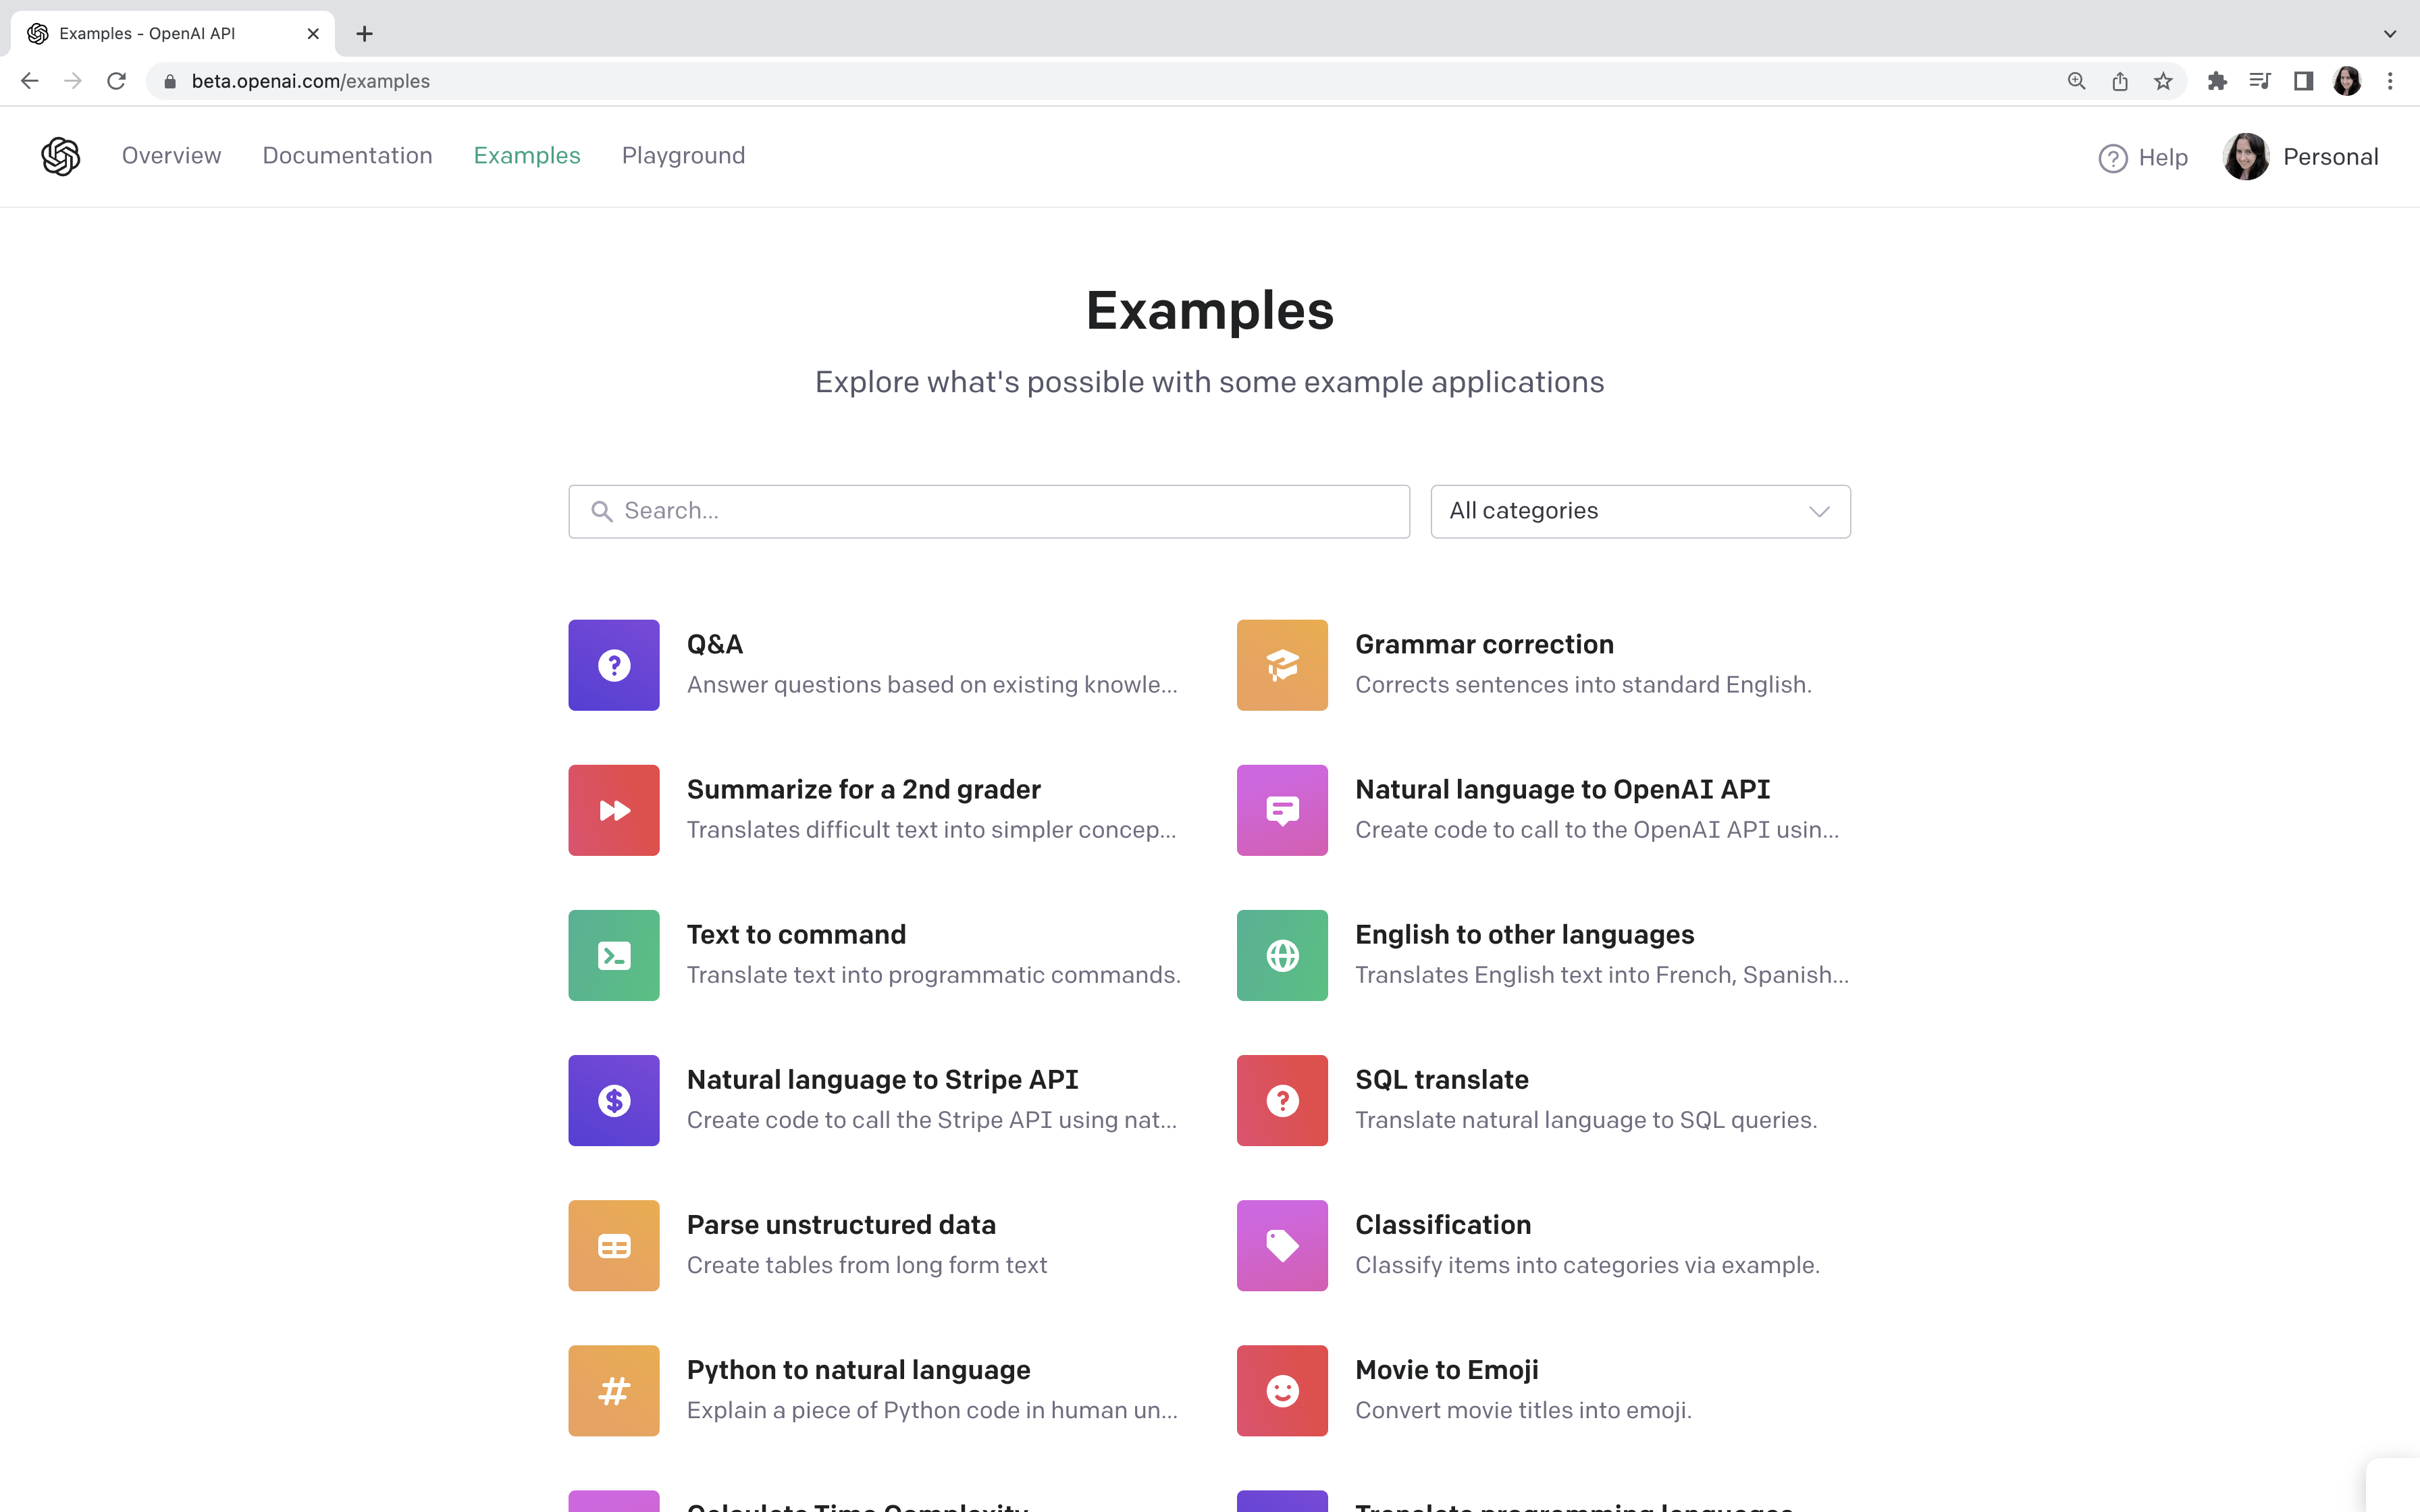 Examples - OpenAI API
beta.openai.com/examples
Overview
Documentation
Examples
Playground
Help
Personal
Examples
Explore what's possible with some example applications
Search...
All categories
Q&A
Answer questions based on existing knowle...
Grammar correction
Corrects sentences into standard English.
Summarize for a 2nd grader
Translates difficult text into simpler concep...
Natural language to OpenAI API
Create code to call to the OpenAI API usin...
Text to command
Translate text into programmatic commands.
English to other languages
Translates English text into French, Spanish...
Natural language to Stripe API
Create code to call the Stripe API using nat...
SQL translate
Translate natural language to SQL queries.
Parse unstructured data
Create tables from long form text
Classification
Classify items into categories via example.
Python to natural language
Explain a piece of Python code in human un...
Movie to Emoji
Convert movie titles into emoji.
Calculate Time Complexity
Translate programming languages